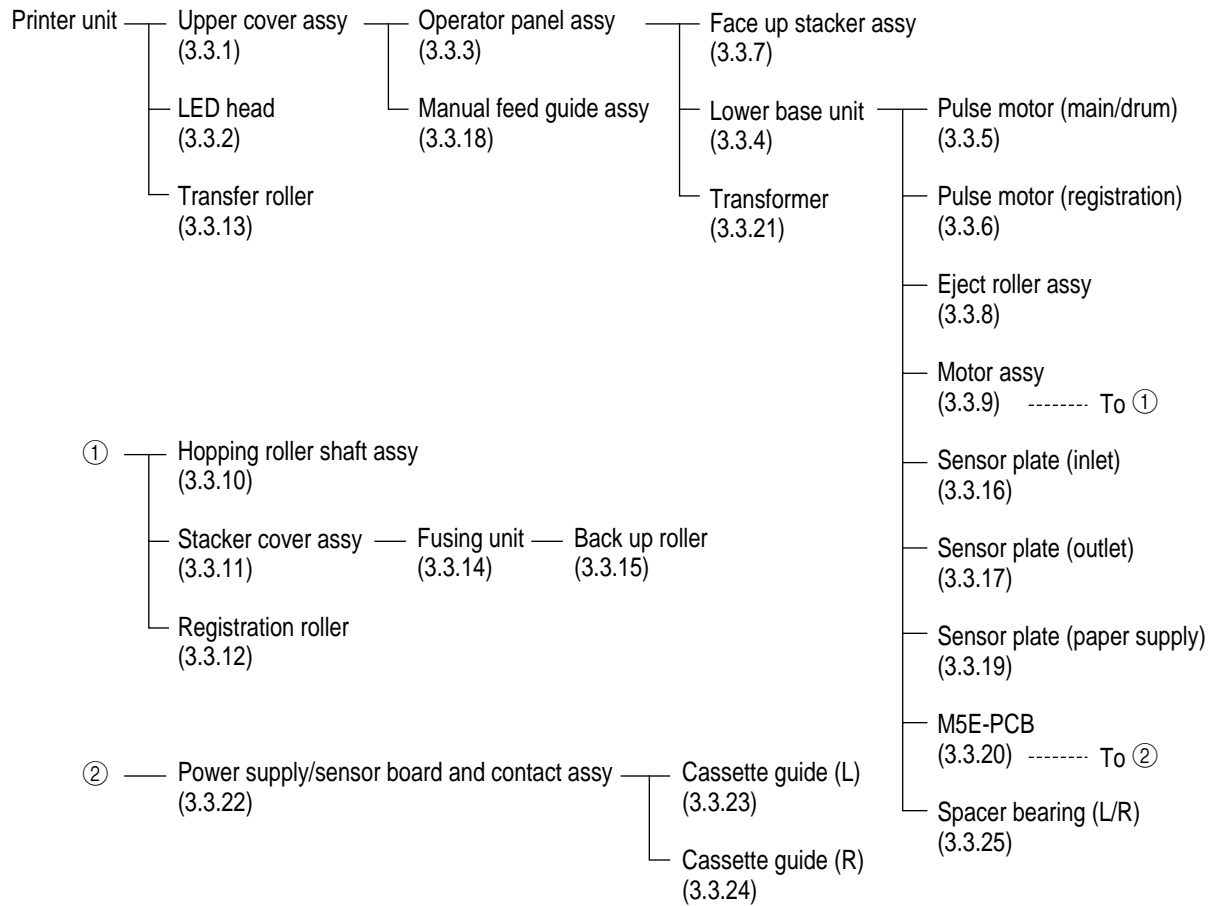 Printer unit
Upper cover assy
(3.3.1)
LED head
(3.3.2)
Transfer roller
(3.3.13)
Operator panel assy
(3.3.3)
Manual feed guide assy
(3.3.18)
Face up stacker assy
(3.3.7)
Lower base unit
(3.3.4)
Transformer
(3.3.21)
Pulse motor (main/drum)
(3.3.5)
Pulse motor (registration)
(3.3.6)
Eject roller assy
(3.3.8)
Motor assy
(3.3.9) -------- To ①
Sensor plate (inlet)
(3.3.16)
Sensor plate (outlet)
(3.3.17)
Sensor plate (paper supply)
(3.3.19)
M5E-PCB
(3.3.20) -------- To ②
Spacer bearing (L/R)
(3.3.25)
①
Hopping roller shaft assy
(3.3.10)
Stacker cover assy
(3.3.11)
Fusing unit
(3.3.14)
Back up roller
(3.3.15)
Registration roller
(3.3.12)
②
Power supply/sensor board and contact assy
(3.3.22)
Cassette guide (L)
(3.3.23)
Cassette guide (R)
(3.3.24)